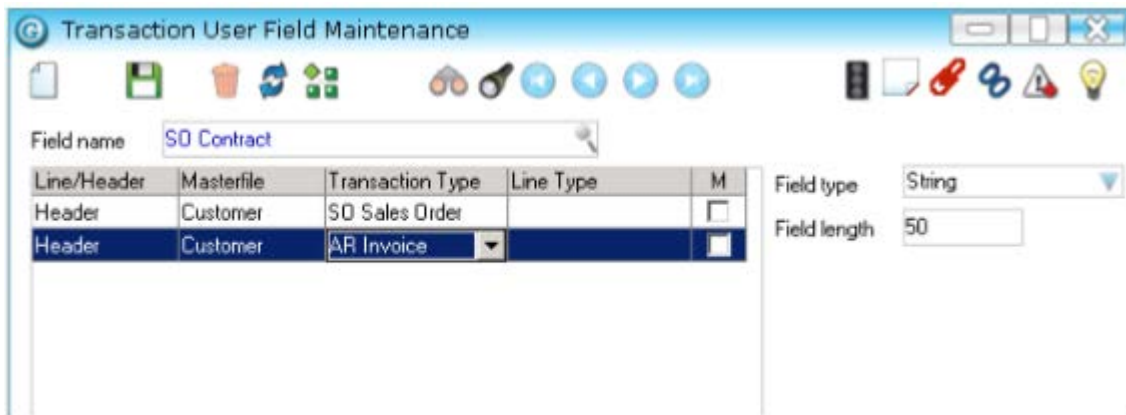 G Transaction User Field Maintenance
Field name SO Contract
Line/Header Masterfile Transaction Type Line Type M
Header Customer SO Sales Order
Header Customer AR Invoice
Field type String
Field length 50